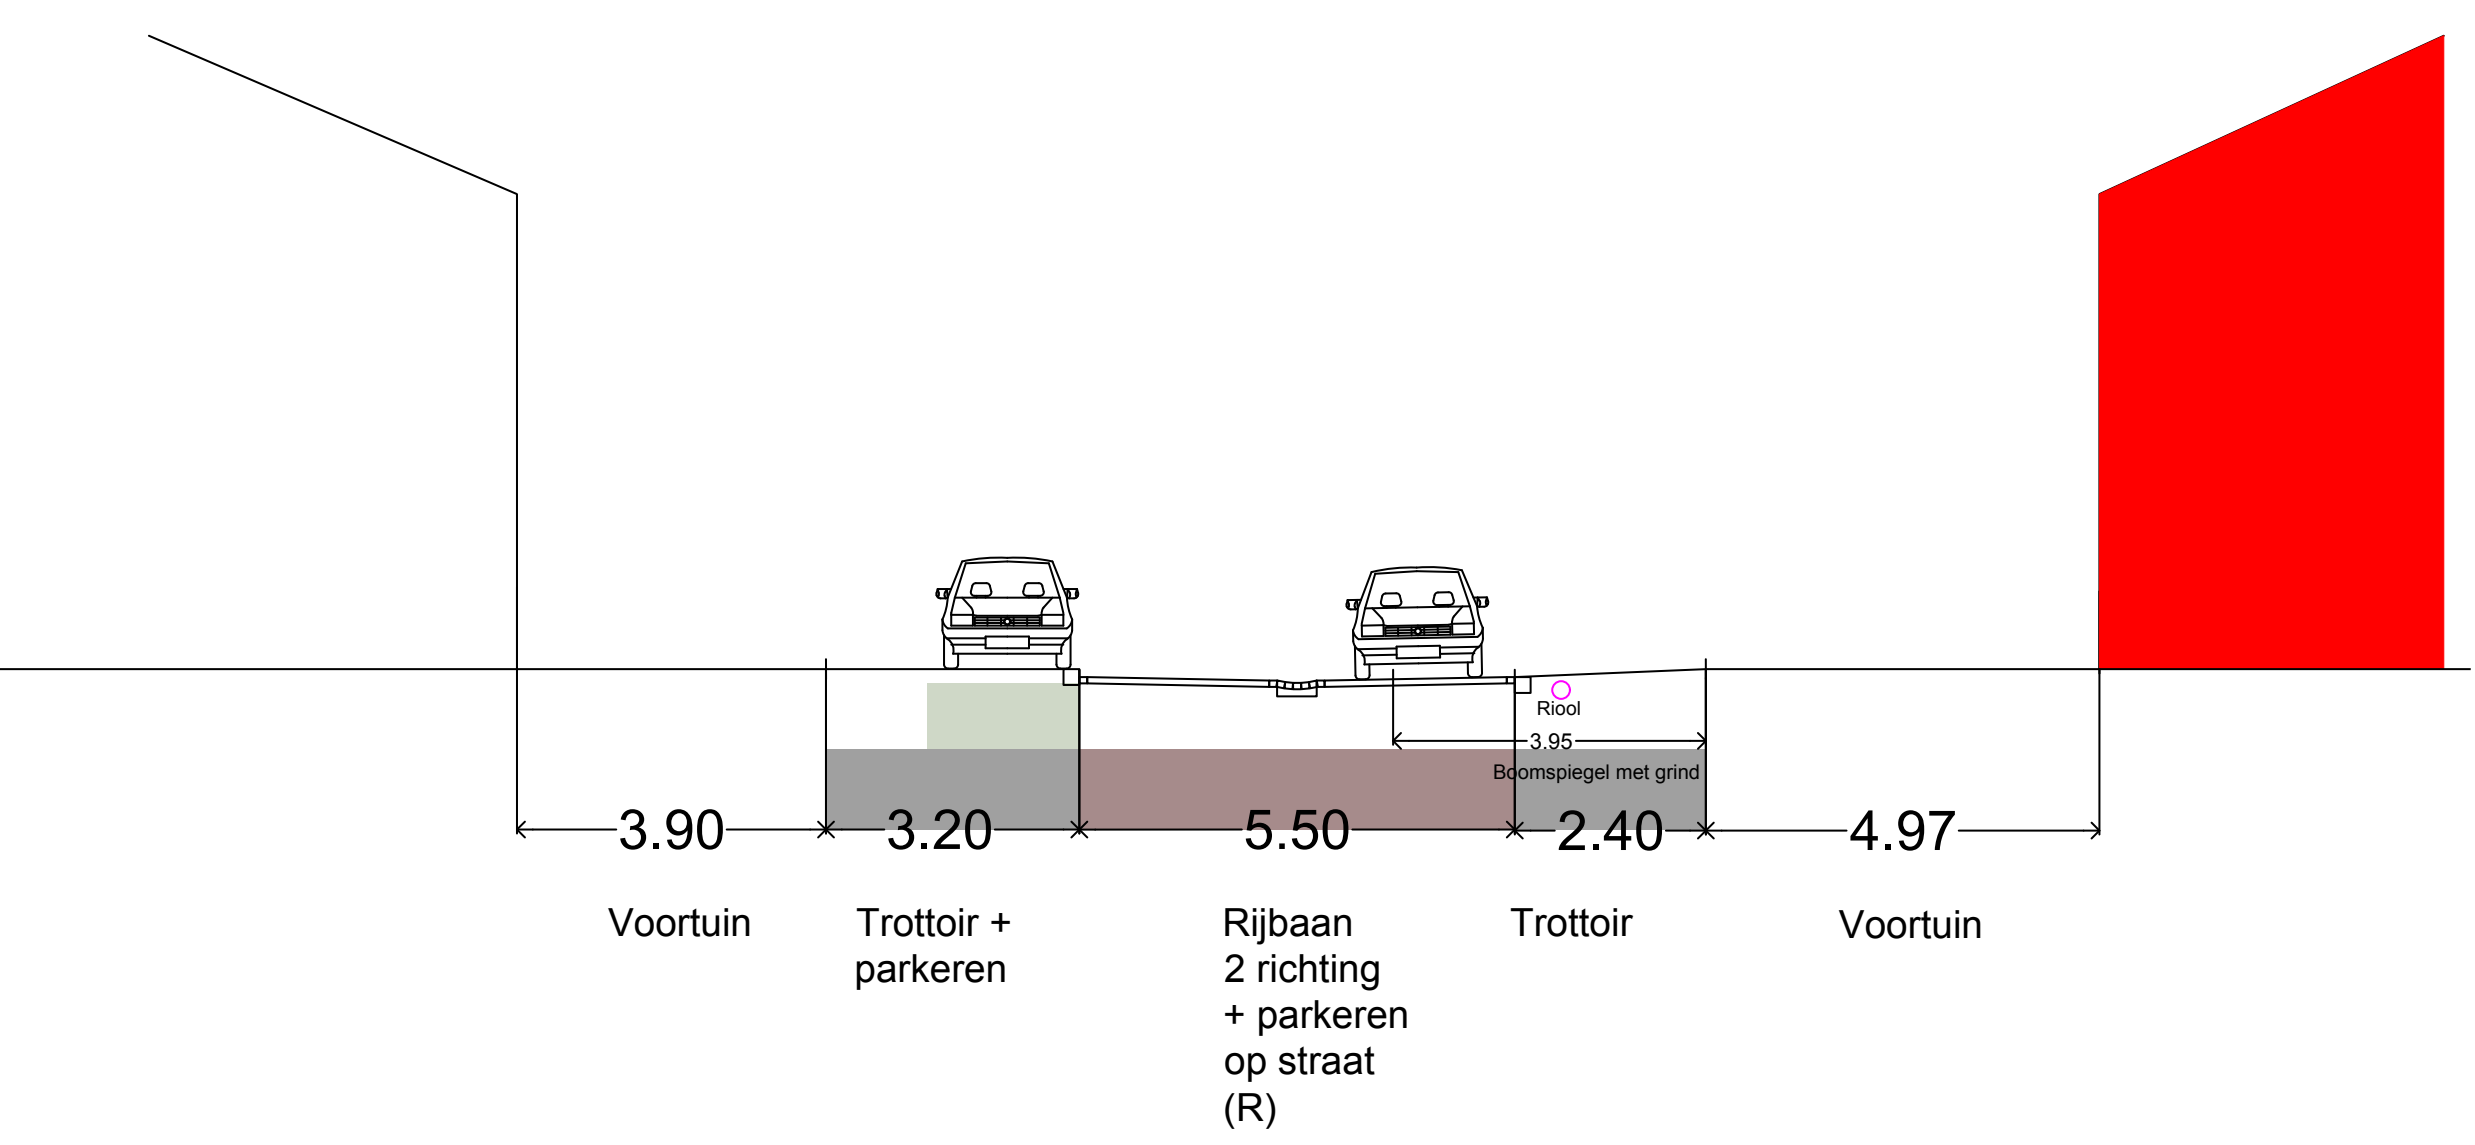 Riool
3.95
Boomspiegel met grind
3.90
3.20
5.50
2.40
4.97
Voortuin
Trottoir +
parkeren
Rijbaan
2 richting
+ parkeren
op straat
(R)
Trottoir
Voortuin